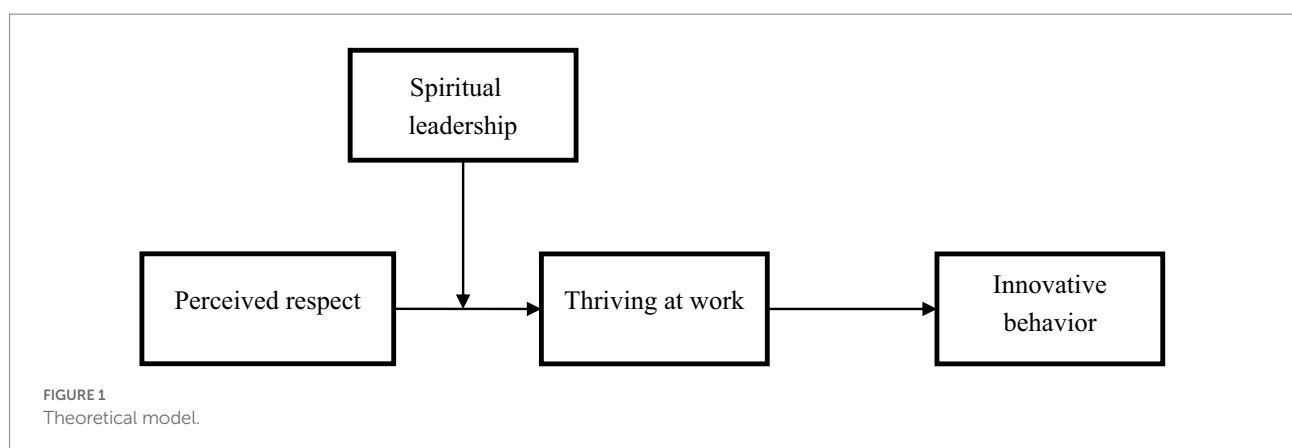 Spiritual
leadership
Perceived respect
Thriving at work
Innovative
behavior
FIGURE 1
Theoretical model.